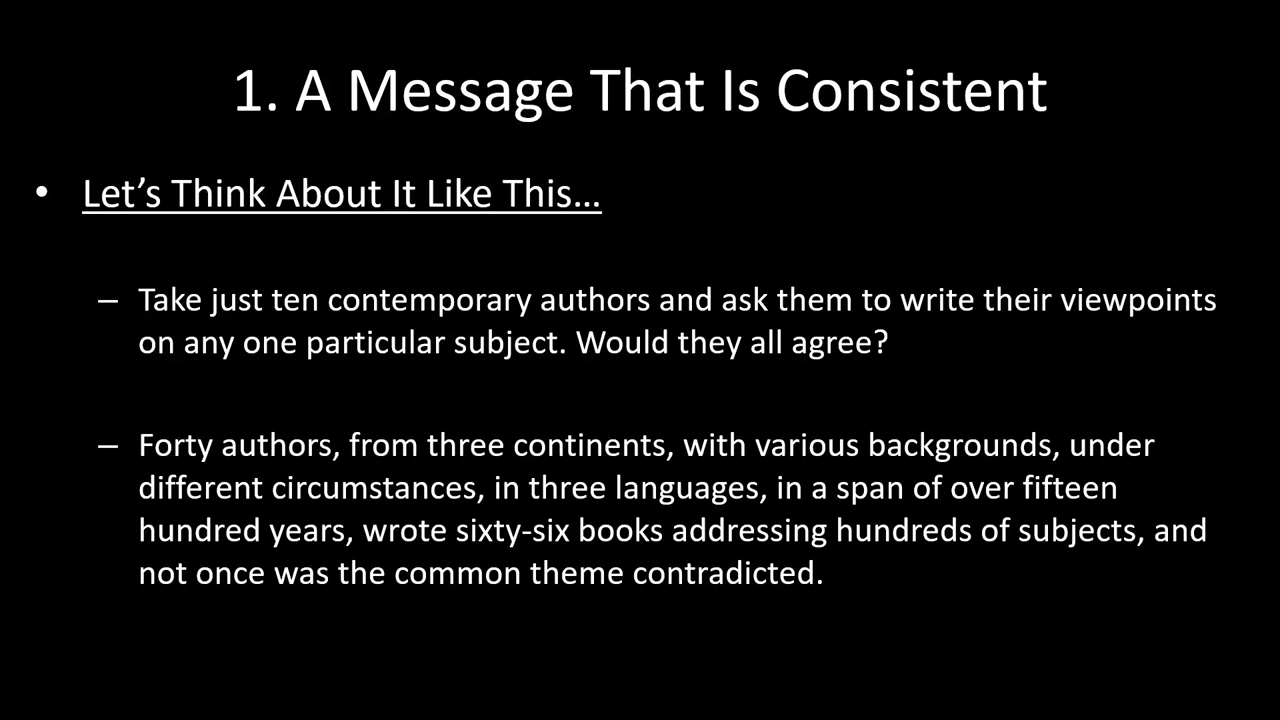 1. A Message That Is Consistent
• Let’s Think About It Like This…
– Take just ten contemporary authors and ask them to write their viewpoints
on any one particular subject. Would they all agree?
– Forty authors, from three continents, with various backgrounds, under
different circumstances, in three languages, in a span of over fifteen
hundred years, wrote sixty-six books addressing hundreds of subjects, and
not once was the common theme contradicted.